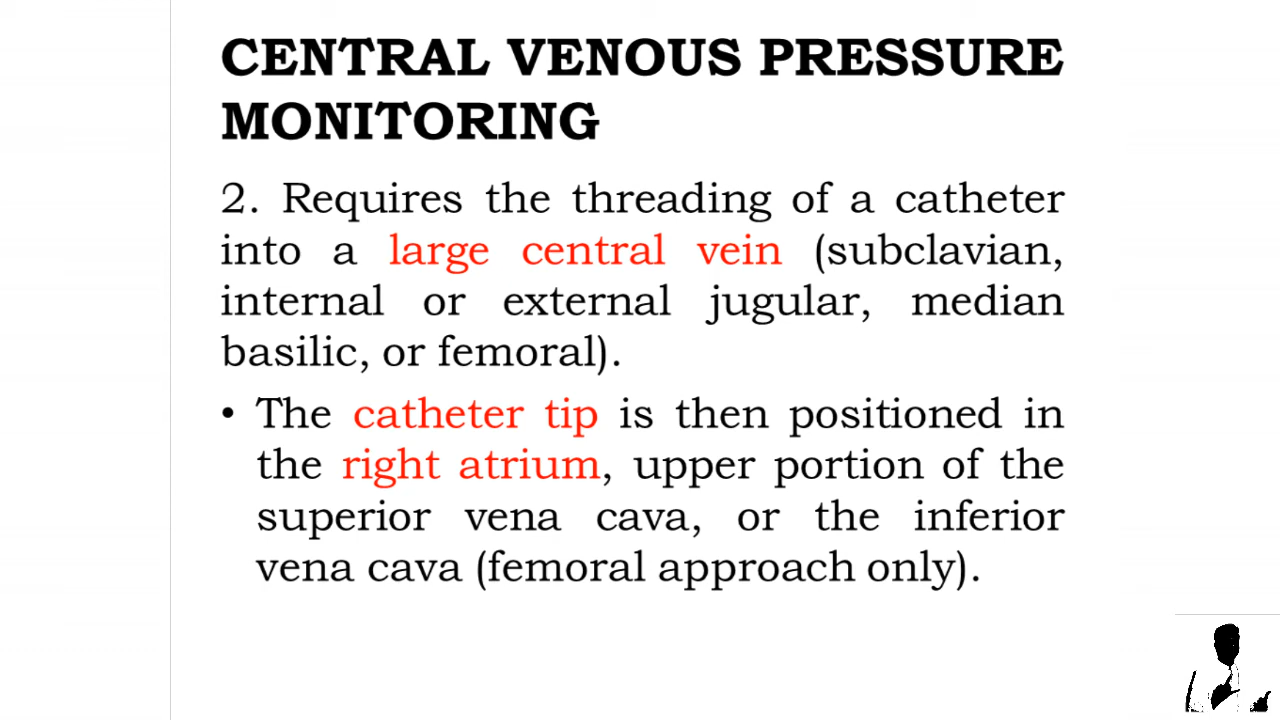 CENTRAL VENOUS PRESSURE
MONITORING
2. Requires the threading of a catheter
into a large central vein (subclavian,
internal or external jugular, median
basilic, or femoral).
• The catheter tip is then positioned in
the right atrium, upper portion of the
superior vena cava, or the inferior
vena cava (femoral approach only).